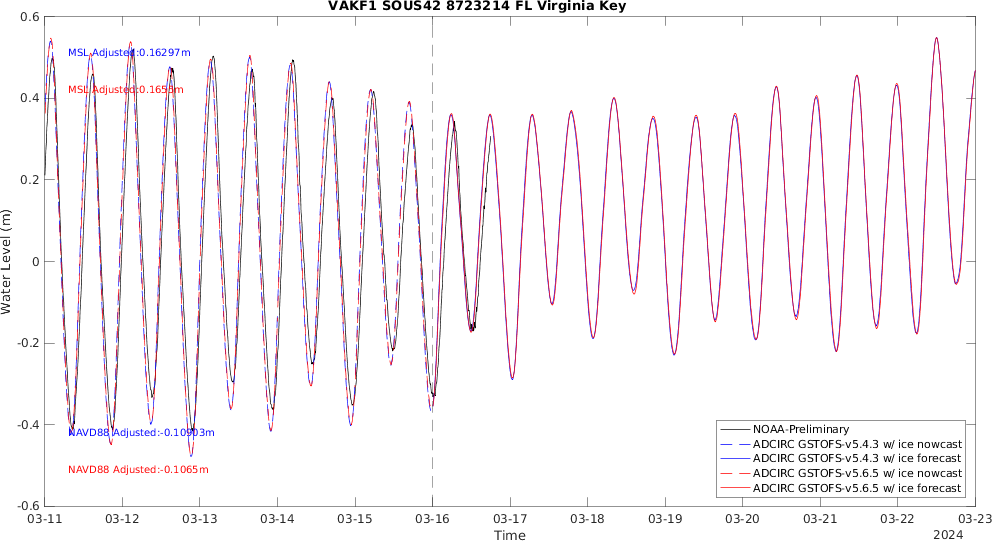 VAKF1 SOUS42 8723214 FL Virginia Key
0.6
MSL Adjusted:0.16297m
0.4
MSL Adjusted:0.1653m
0.2
Water Level (m)
0
-0.2
-0.4
NAVD88 Adjusted:-0.10903m
NAVD88 Adjusted:-0.1065m
-0.6
NOAA-Preliminary
ADCIRC GSTOFS-v5.4.3 w/ ice nowcast
ADCIRC GSTOFS-v5.4.3 w/ ice forecast
ADCIRC GSTOFS-v5.6.5 w/ ice nowcast
ADCIRC GSTOFS-v5.6.5 w/ ice forecast
03-11 03-12 03-13 03-14 03-15 03-16 03-17 03-18 03-19 03-20 03-21 03-22 03-23
Time
2024